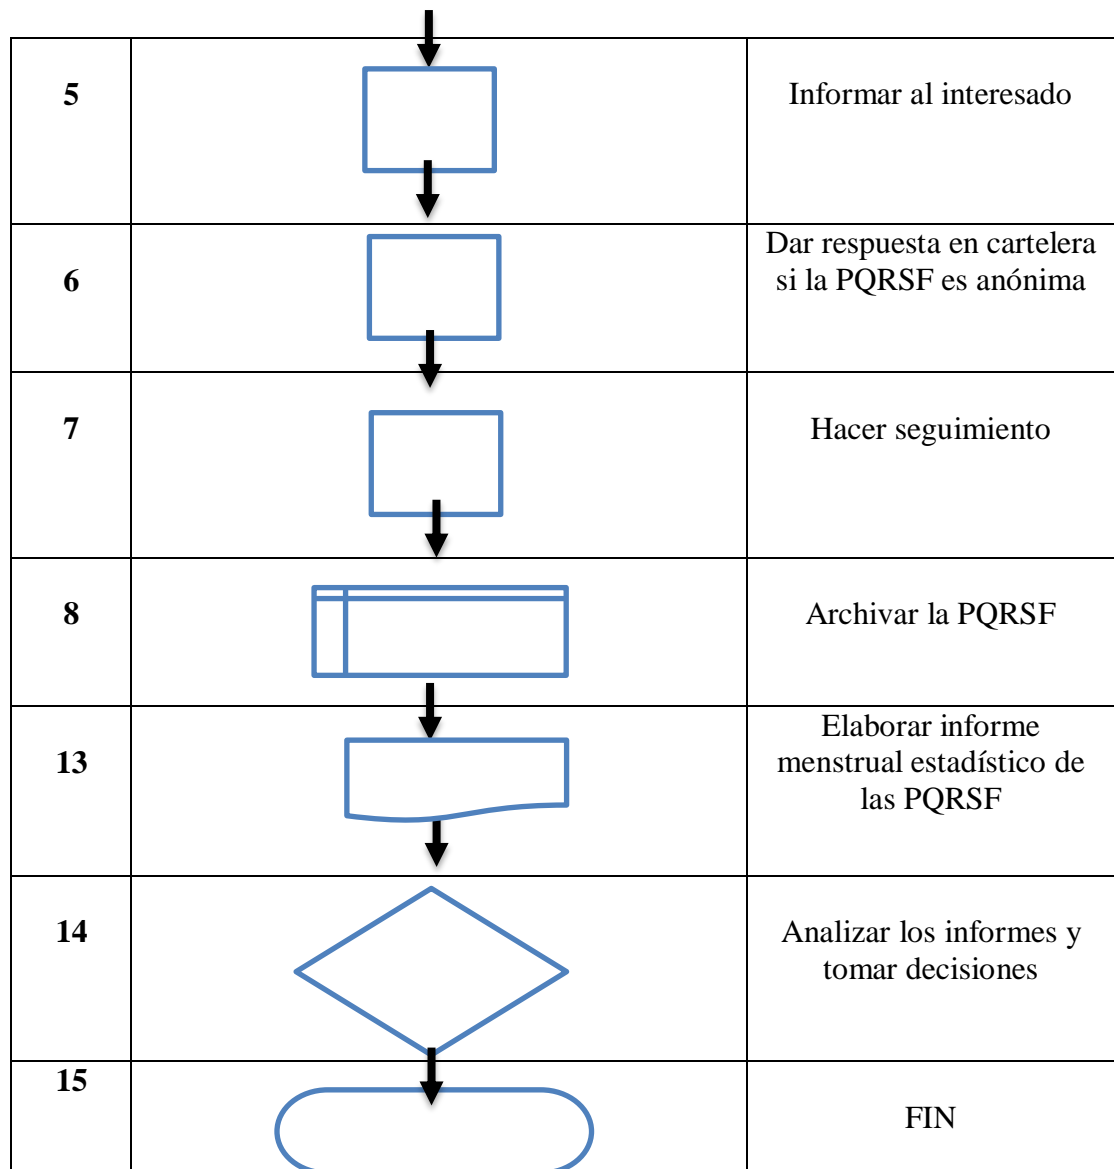 5
Informar al interesado
6
Dar respuesta en cartelera
si la PQRSF es anónima
7
Hacer seguimiento
8
Archivar la PQRSF
13
Elaborar informe
menstrual estadístico de
las PQRSF
14
Analizar los informes y
tomar decisiones
15
FIN